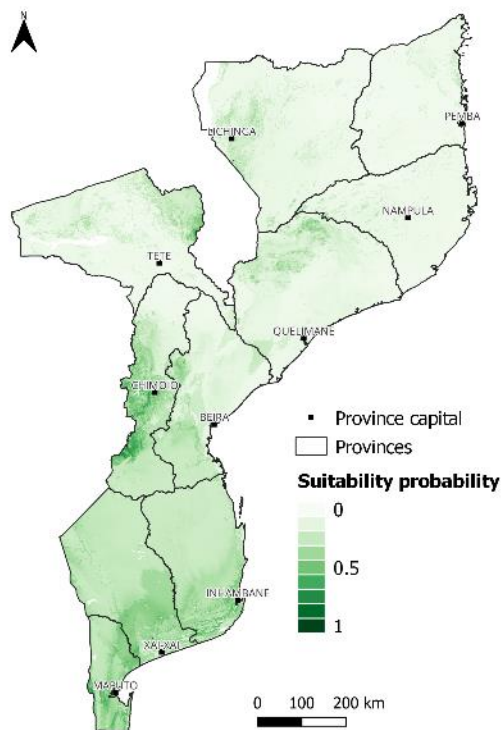 N
LICHINGA
PEMBA
NAMPULA
TETE
QUELIMANE
CHIMOIO
BEIRA
Province capital
Provinces
Suitability probability
0
0.5
1
INHAMBANE
XAI-XAI
MAPUTO
0 100 200 km